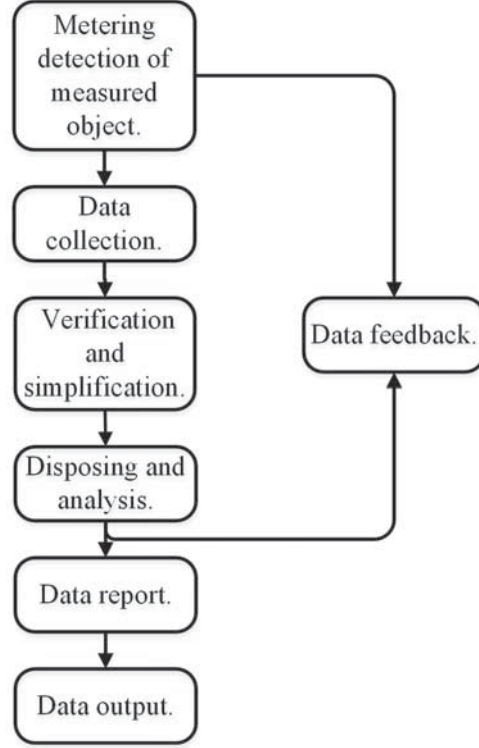 Metering
detection of
measured
object.
Data
collection.
Verification
and
simplification.
Data feedback.
Disposing and
analysis.
Data report.
Data output.